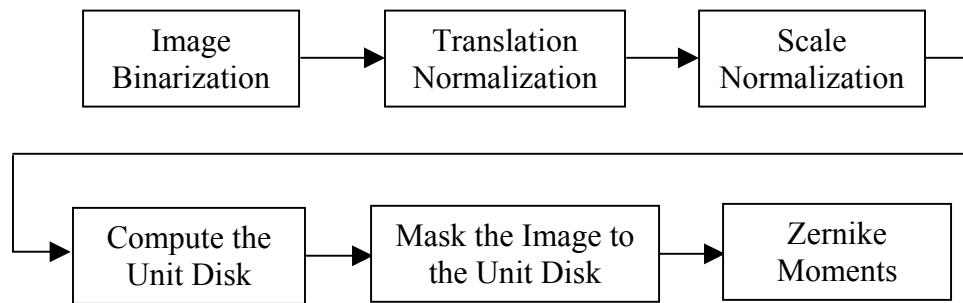 Image
Binarization
Translation
Normalization
Scale
Normalization
Compute the
Unit Disk
Mask the Image to
the Unit Disk
Zernike
Moments